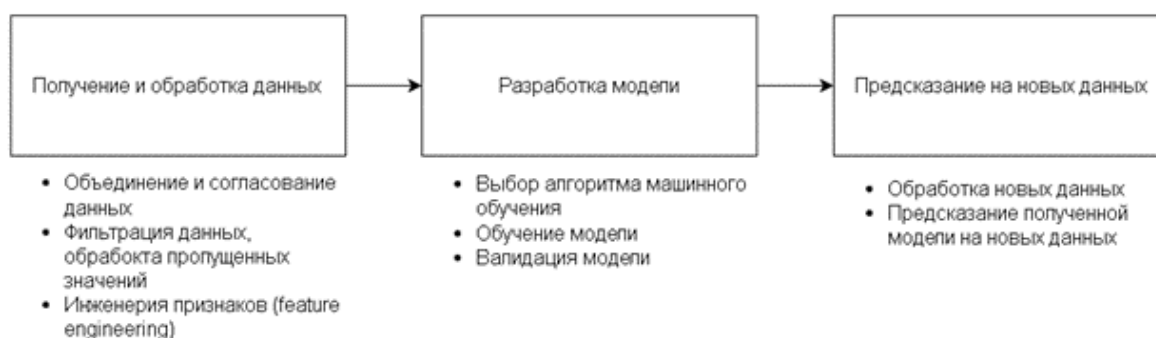 Получение и обработка данных
Разработка модели
Предсказание на новых данных
• Объединение и согласование
данных
• Фильтрация данных,
обрабокта пропущенных
значений
• Инженерия признаков (feature
engineering)
• Выбор алгоритма машинного
обучения
• Обучение модели
• Валидация модели
• Обработка новых данных
• Предсказание полученной
модели на новых данных